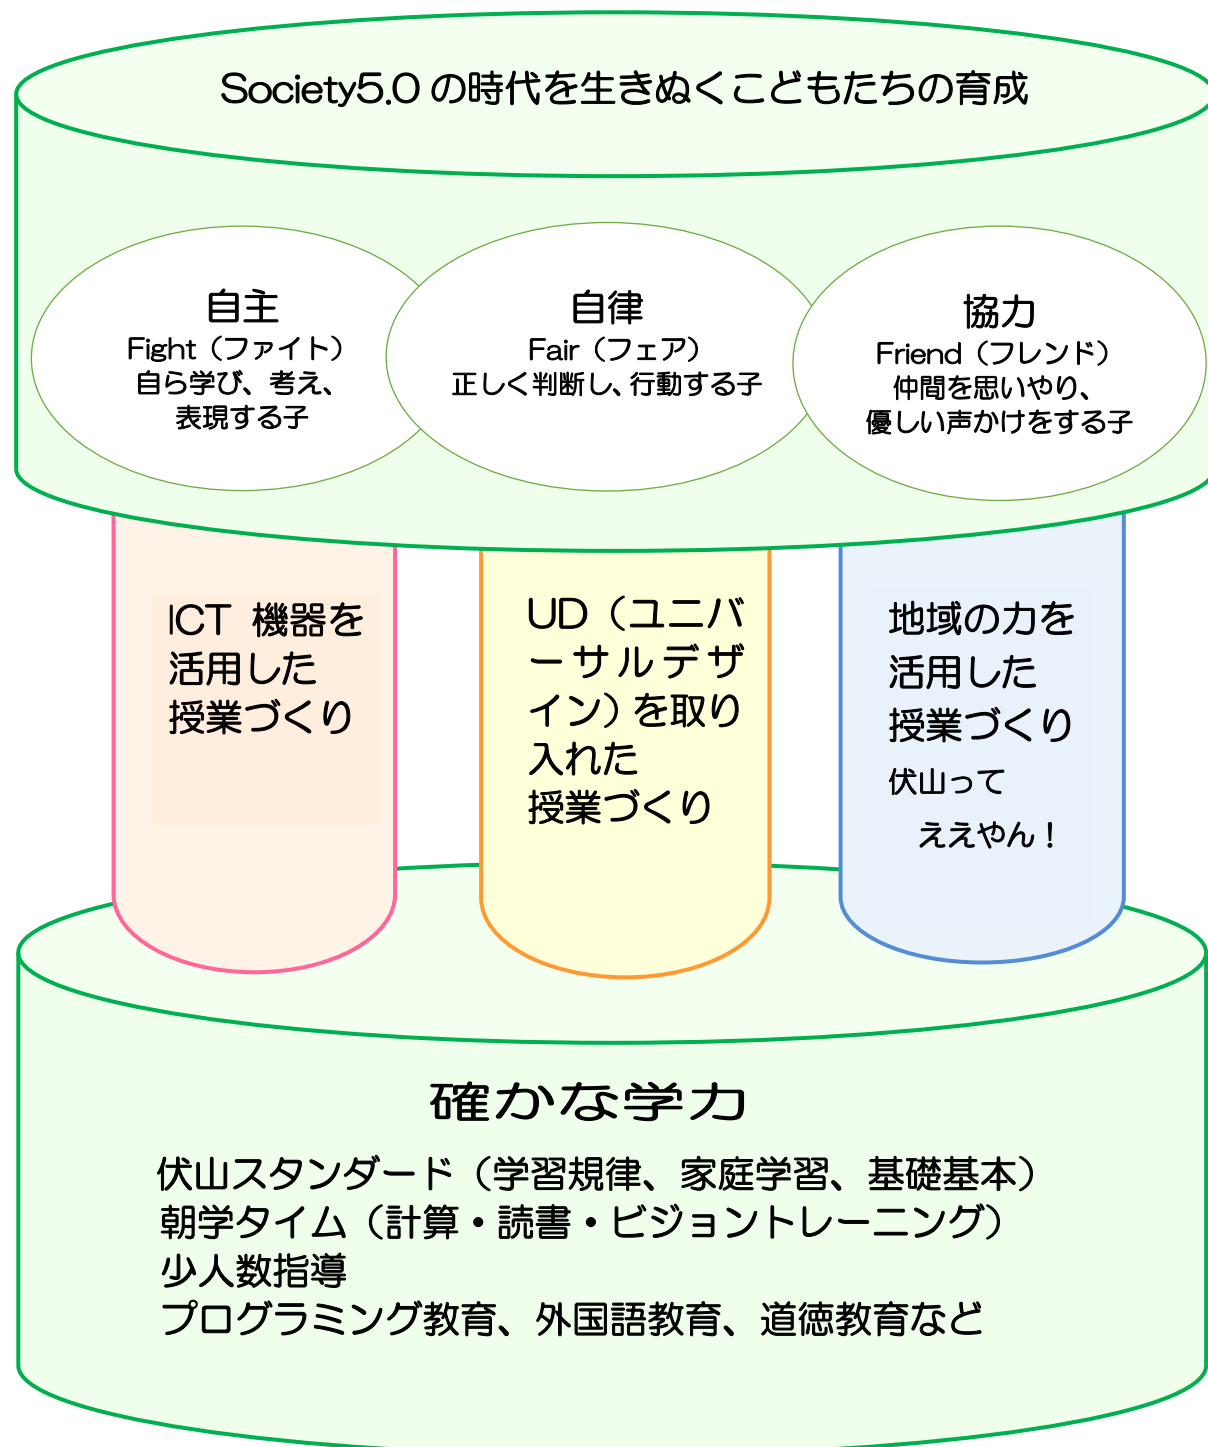 Society5.0 の時代を生きぬくこどもたちの育成
自主
Fight（ファイト）
自ら学び、考え、
表現する子
自律
Fair（フェア）
正しく判断し、行動する子
協力
Friend（フレンド）
仲間を思いやり、
優しい声かけをする子
ICT 機器を
活用した
授業づくり
UD（ユニバ
ーサルデザ
イン）を取り
入れた
授業づくり
地域の力を
活用した
授業づくり
伏山って
ええやん！
確かな学力
伏山スタンダード（学習規律、家庭学習、基礎基本）
朝学タイム（計算・読書・ビジョントレーニング）
少人数指導
プログラミング教育、外国語教育、道徳教育など